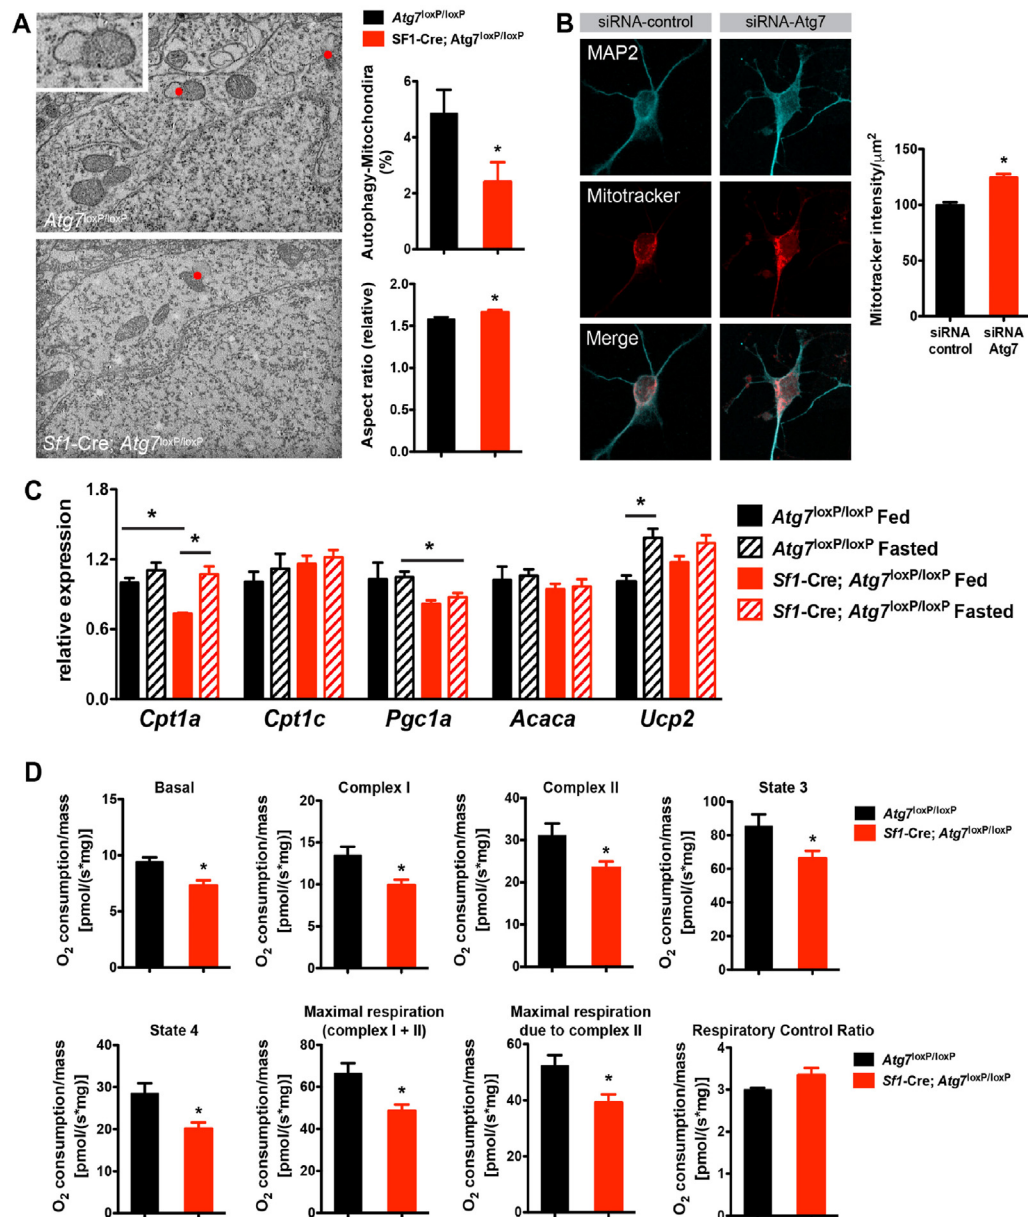 A
Atg7loxP/loxP
Sf1-Cre; Atg7loxP/loxP
Atg7loxP/loxP
SF1-Cre; Atg7loxP/loxP
Autophagy-Mitochondira
(%)
6
4
2
0
*
Aspect ratio (relative)
2.0
1.5
1.0
0.0
*
B
siRNA-control
siRNA-Atg7
MAP2
Mitotracker
Merge
Mitotracker intensity/µm2
150
100
50
0
*
siRNA
control
siRNA
Atg7
C
relative expression
1.8
1.2
0.6
0.0
*
*
*
*
Cpt1a
Cpt1c
Pgc1a
Acaca
Ucp2
Atg7loxP/loxP Fed
Atg7loxP/loxP Fasted
Sf1-Cre; Atg7loxP/loxP Fed
Sf1-Cre; Atg7loxP/loxP Fasted
D
Basal
O2 consumption/mass
[pmol/(s*mg)]
15
10
5
0
*
Complex I
O2 consumption/mass
[pmol/(s*mg)]
20
15
10
5
0
*
Complex II
O2 consumption/mass
[pmol/(s*mg)]
40
30
20
10
0
*
State 3
O2 consumption/mass
[pmol/(s*mg)]
100
80
60
40
20
0
*
Atg7loxP/loxP
Sf1-Cre; Atg7loxP/loxP
State 4
O2 consumption/mass
[pmol/(s*mg)]
40
30
20
10
0
*
Maximal respiration
(complex I + II)
O2 consumption/mass
[pmol/(s*mg)]
80
60
40
20
0
*
Maximal respiration
due to complex II
O2 consumption/mass
[pmol/(s*mg)]
60
40
20
0
*
Respiratory Control Ratio
O2 consumption/mass
[pmol/(s*mg)]
4
3
2
1
0
Atg7loxP/loxP
Sf1-Cre; Atg7loxP/loxP